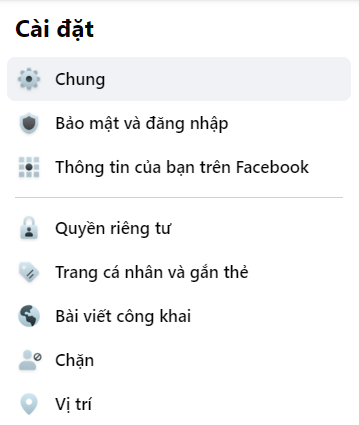 Cài đặt
Chung
Bảo mật và đăng nhập
Thông tin của bạn trên Facebook
Quyền riêng tư
Trang cá nhân và gắn thẻ
Bài viết công khai
Chặn
Vị trí